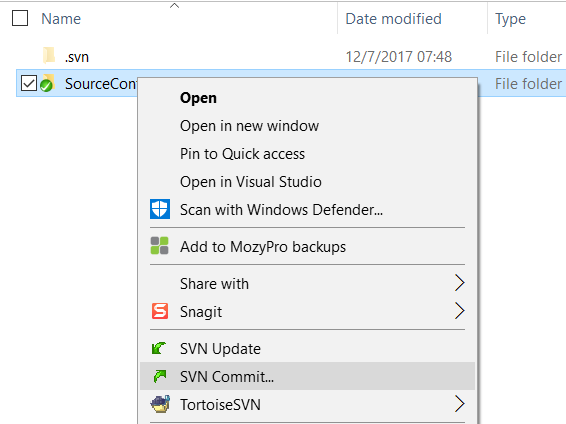 Name Date modified Type
.svn 12/7/2017 07:48 File folder
SourceCon File folder
Open
Open in new window
Pin to Quick access
Open in Visual Studio
Scan with Windows Defender...
Add to MozyPro backups
Share with
Snagit
SVN Update
SVN Commit...
TortoiseSVN